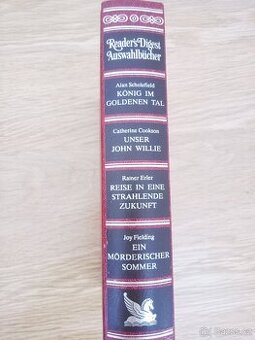 Reader's Digest
Auswahlbücher
Alan Scholefield
KÖNIG IM
GOLDENEN TAL
Catherine Cookson
UNSER
JOHN WILLIE
Rainer Erler
REISE IN EINE
STRAHLENDE
ZUKUNFT
Joy Fielding
EIN
MÖRDERISCHER
SOMMER